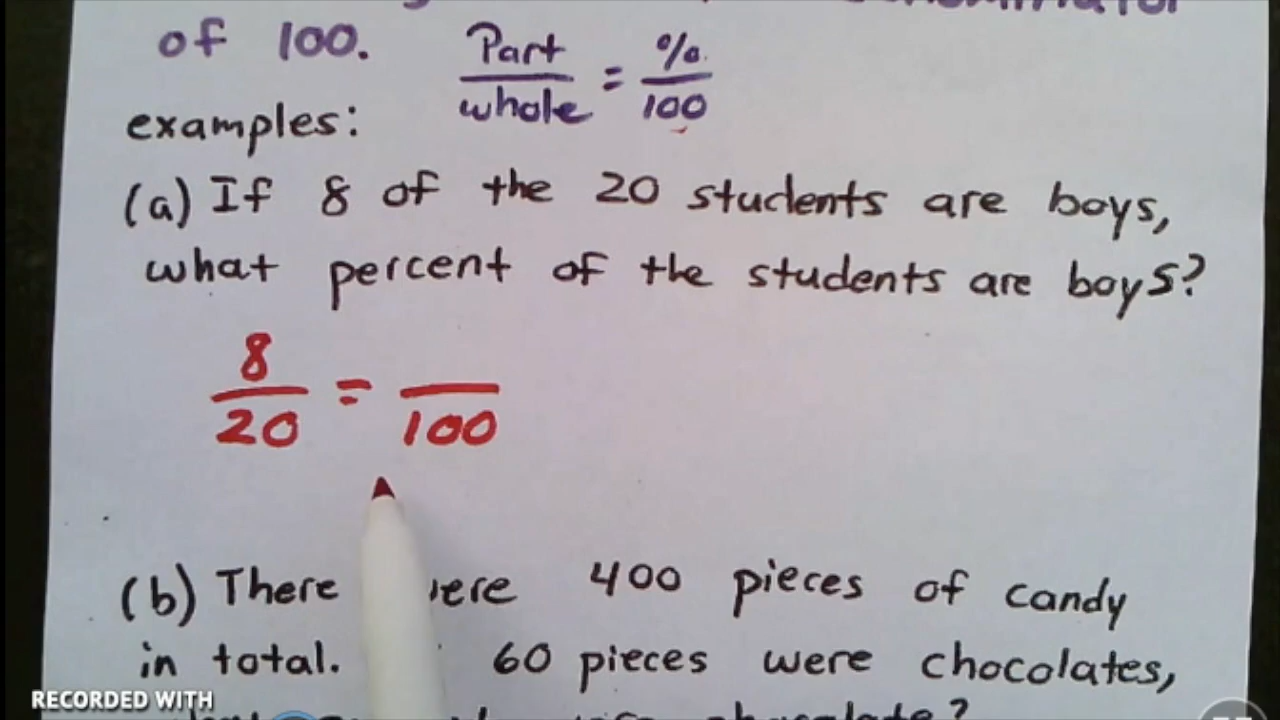 of 100. Part/whole = %/100
examples:
(a) If 8 of the 20 students are boys,
what percent of the students are boys?
8/20 = /100
(b) There 400 pieces of candy
in total. 60 pieces were chocolates,
RECORDED WITH